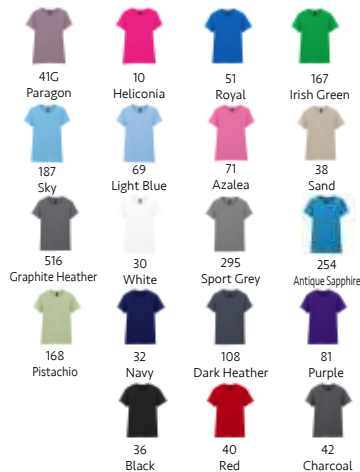 41G
Paragon
10
Heliconia
51
Royal
167
Irish Green
187
Sky
69
Light Blue
71
Azalea
38
Sand
516
Graphite Heather
30
White
295
Sport Grey
254
Antique Sapphire
168
Pistachio
32
Navy
108
Dark Heather
81
Purple
36
Black
40
Red
42
Charcoal